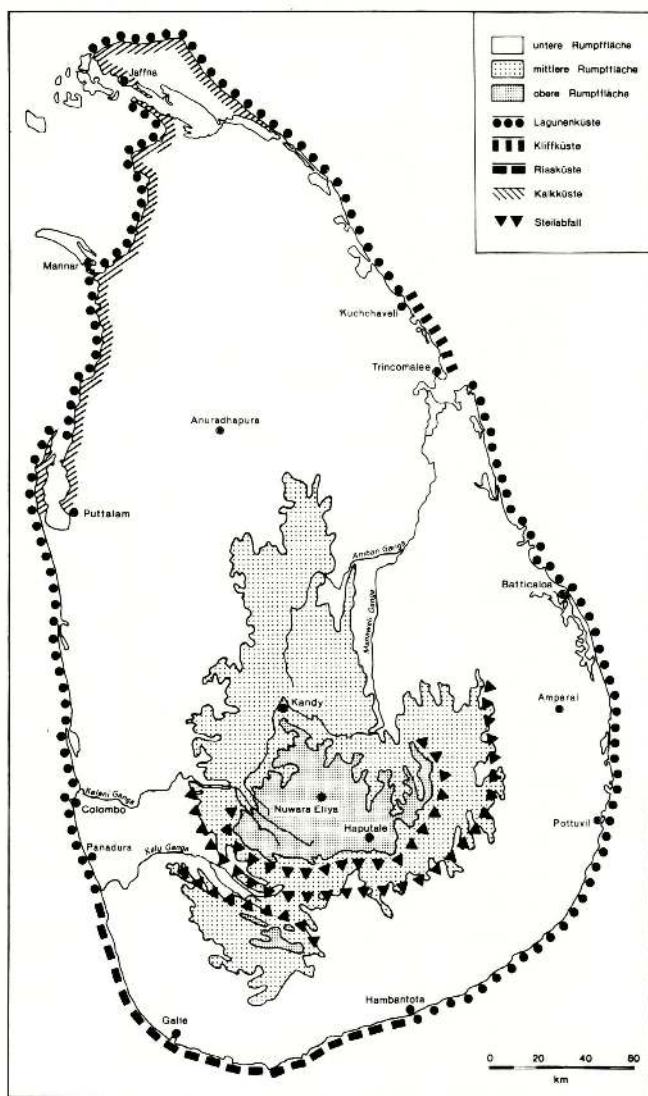 untere Rumpffläche
mittlere Rumpffläche
obere Rumpffläche
Lagunenküste
Kliffküste
Riasküste
Kalkküste
Steilabfall
Jaffna
Mannar
Kuchchaveli
Trincomalee
Anuradhapura
Puttalam
Amban Ganga
Mahaweli Ganga
Batticaloa
Kandy
Amparai
Kelani Ganga
Colombo
Nuwara Eliya
Haputale
Pottuvil
Panadura
Kalu Ganga
Hambantota
Galle
0 20 40 60
km